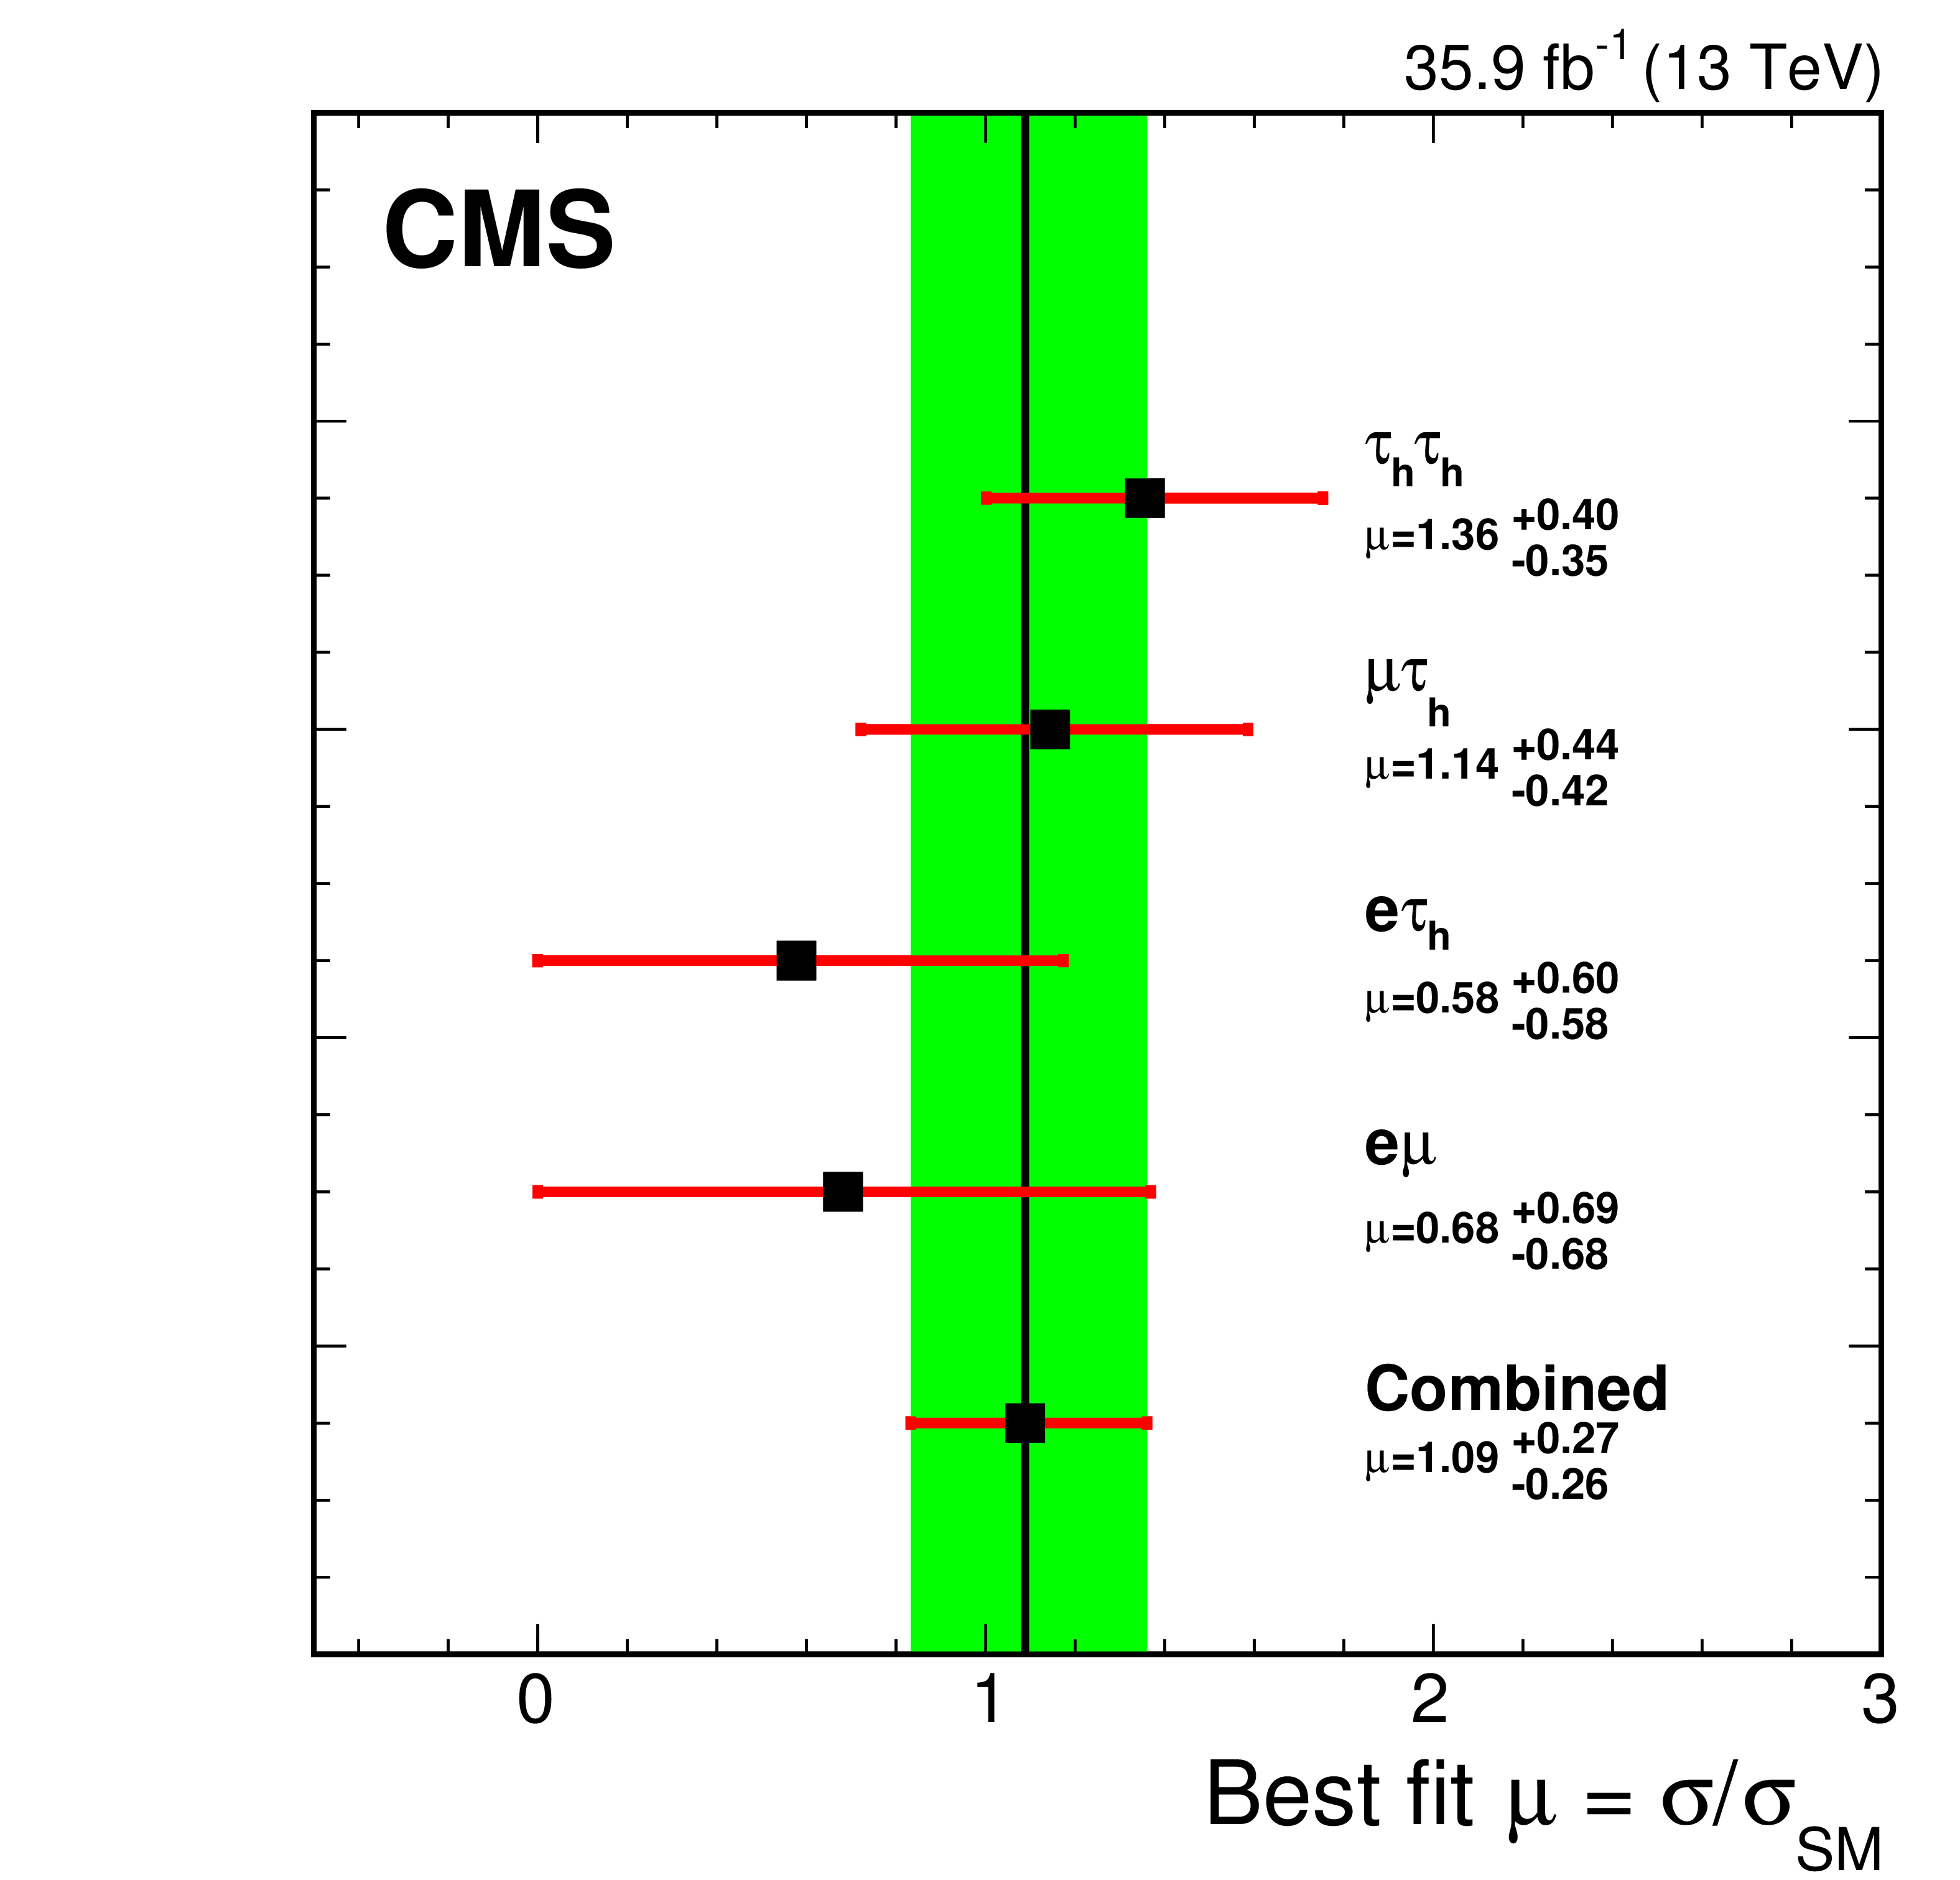 35.9 fb⁻¹ (13 TeV)
CMS
τₕτₕ
μ=1.36 +0.40
-0.35
μτₕ
μ=1.14 +0.44
-0.42
eτₕ
μ=0.58 +0.60
-0.58
eμ
μ=0.68 +0.69
-0.68
Combined
μ=1.09 +0.27
-0.26
0 1 2 3
Best fit μ = σ/σ_SM